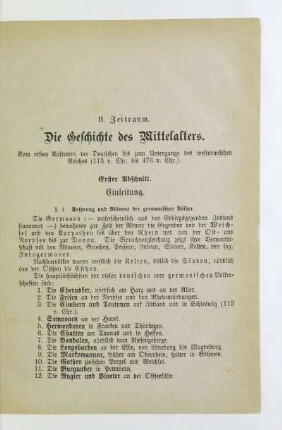 II. Zeitraum.
Die Geschichte des Mittelalters.
Vom ersten Auftreten der Deutschen bis zum Untergange des weströmischen
Reiches (113 v. Chr. bis 476 n. Chr.).
Erster Abschnitt.
Einleitung.
§ 1. Ursprung und Wohnorte der germanischen Völker.
Die Germanen (— wahrscheinlich aus den Gebirgsgegenden Indiens
stammend —) bewohnten zur Zeit der Römer die Gegenden von der Weich-
sel und den Karpathen bis über den Rhein und von der Ost- und
Nordsee bis zur Donau. Die Sprachvergleichung zeigt ihre Verwandt-
schaft mit den Indern, Griechen, Persern, Slaven, Kelten, der sog.
Indogermanen.
Nachbarvölker waren westlich die Kelten, östlich die Slaven, nördlich
(an der Ostsee) die Esthen.
Die hauptsächlichsten der vielen deutschen oder germanischen Völker-
schaften sind:
1. Die Cherusker, nördlich am Harz und an der Aller.
2. Die Friesen an der Nordsee und den Rheinmündungen.
3. Die Cimbern und Teutonen auf Jütland und in Schleswig (113
v. Chr.).
4. Semnonen an der Havel.
5. Hermunduren in Franken und Thüringen.
6. Die Chatten am Taunus und in Hessen.
7. Die Vandalen, nördlich vom Riesengebirge.
8. Die Longobarden an der Elbe, von Lüneburg bis Magdeburg.
9. Die Markomannen, früher am Oberrhein, später in Böhmen.
10. Die Gothen zwischen Pregel und Weichsel.
11. Die Burgunder in Pommern.
12. Die Rugier und an der Ostseeküste.